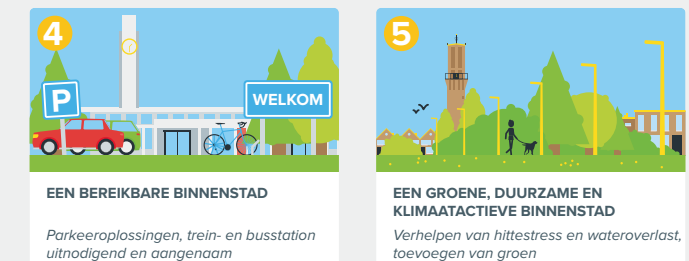 4
P
WELKOM
EEN BEREIKBARE BINNENSTAD
Parkeeroplossingen, trein- en busstation
uitnodigend en aangenaam
5
EEN GROENE, DUURZAME EN
KLIMAATACTIEVE BINNENSTAD
Verhelpen van hittestress en wateroverlast,
toevoegen van groen